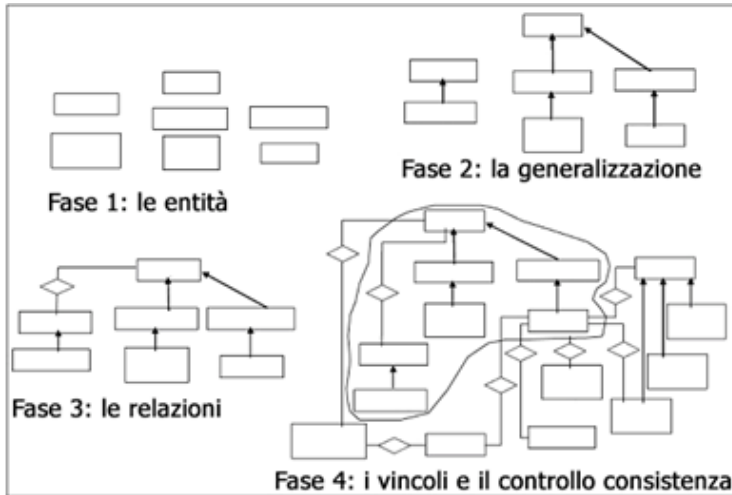 Fase 1: le entità
Fase 2: la generalizzazione
Fase 3: le relazioni
Fase 4: i vincoli e il controllo consistenza